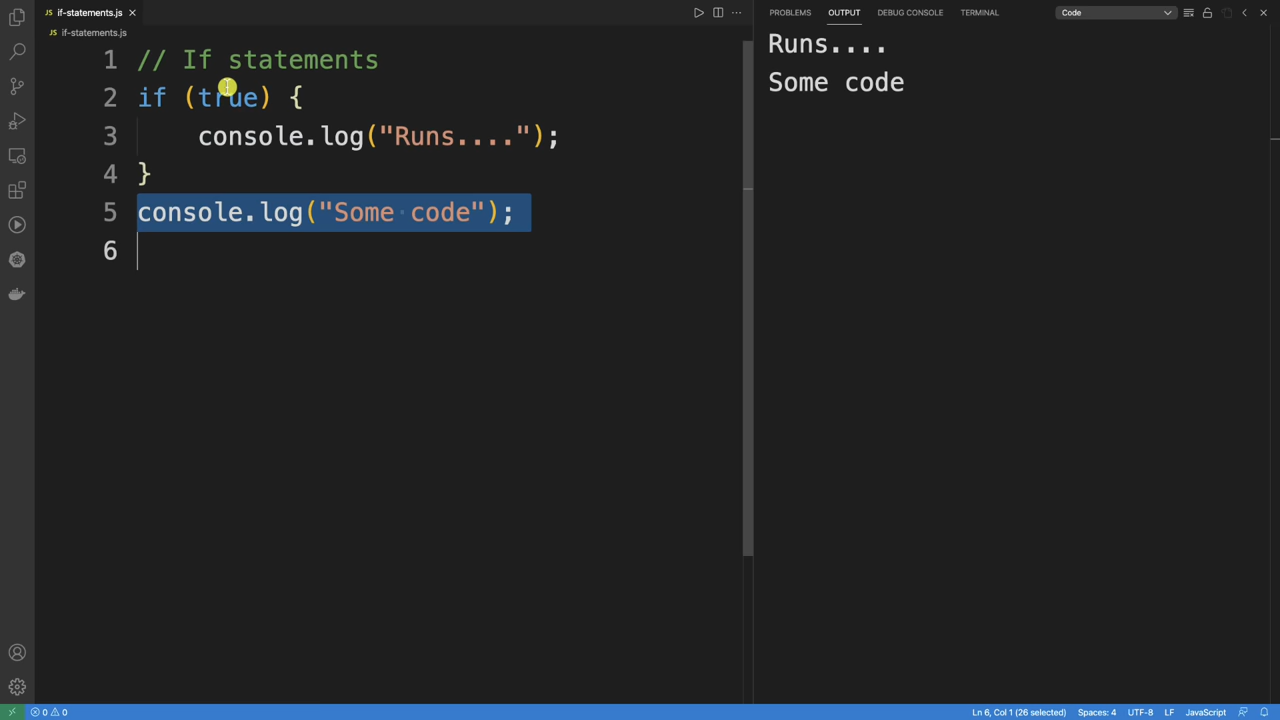 if-statements.js
if-statements.js
1 // If statements
2 if (true) {
3 console.log("Runs....");
4 }
5 console.log("Some code");
6
PROBLEMS OUTPUT DEBUG CONSOLE TERMINAL Code
Runs....
Some code
0 0 Ln 6, Col 1 (26 selected) Spaces: 4 UTF-8 LF JavaScript